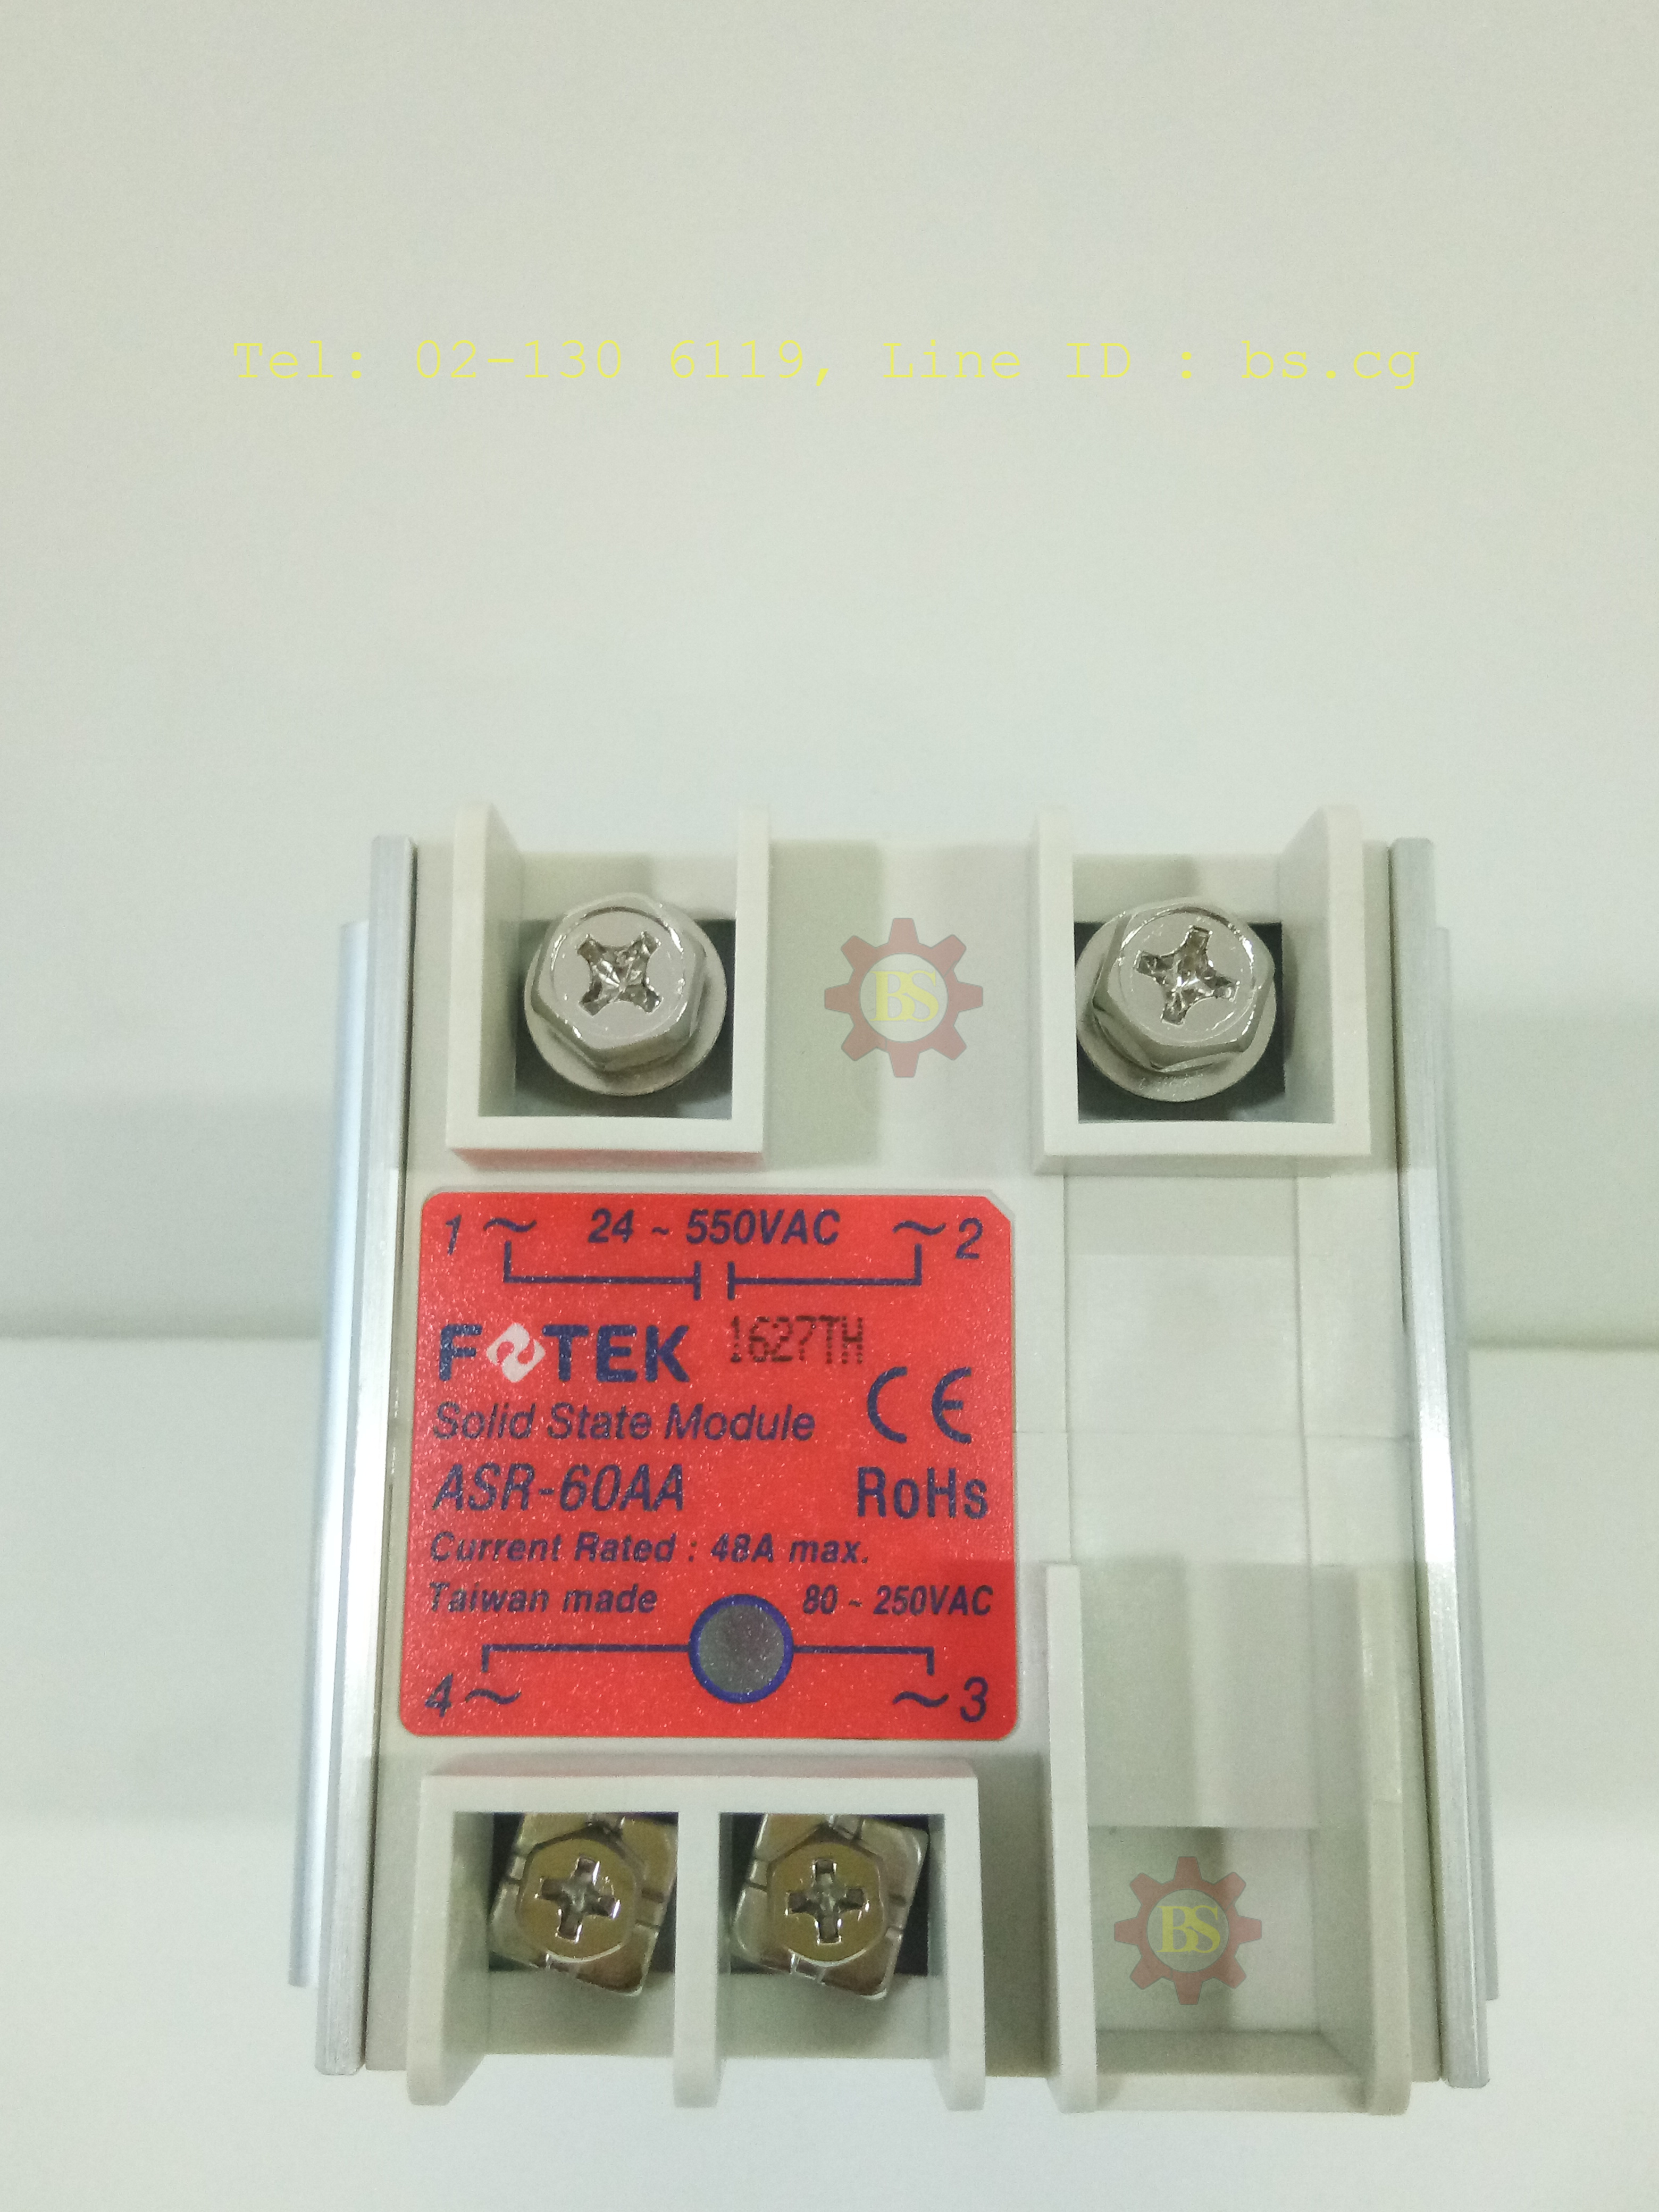 Tel: 02-130 6119, Line ID : bs.cg
BS
1 ~ 24 ~ 550VAC ~ 2
FOTEK 1627TH
CE
Solid State Module
ASR-60AA RoHs
Current Rated : 48A max.
Taiwan made 80 ~ 250VAC
4 ~ ~ 3
BS